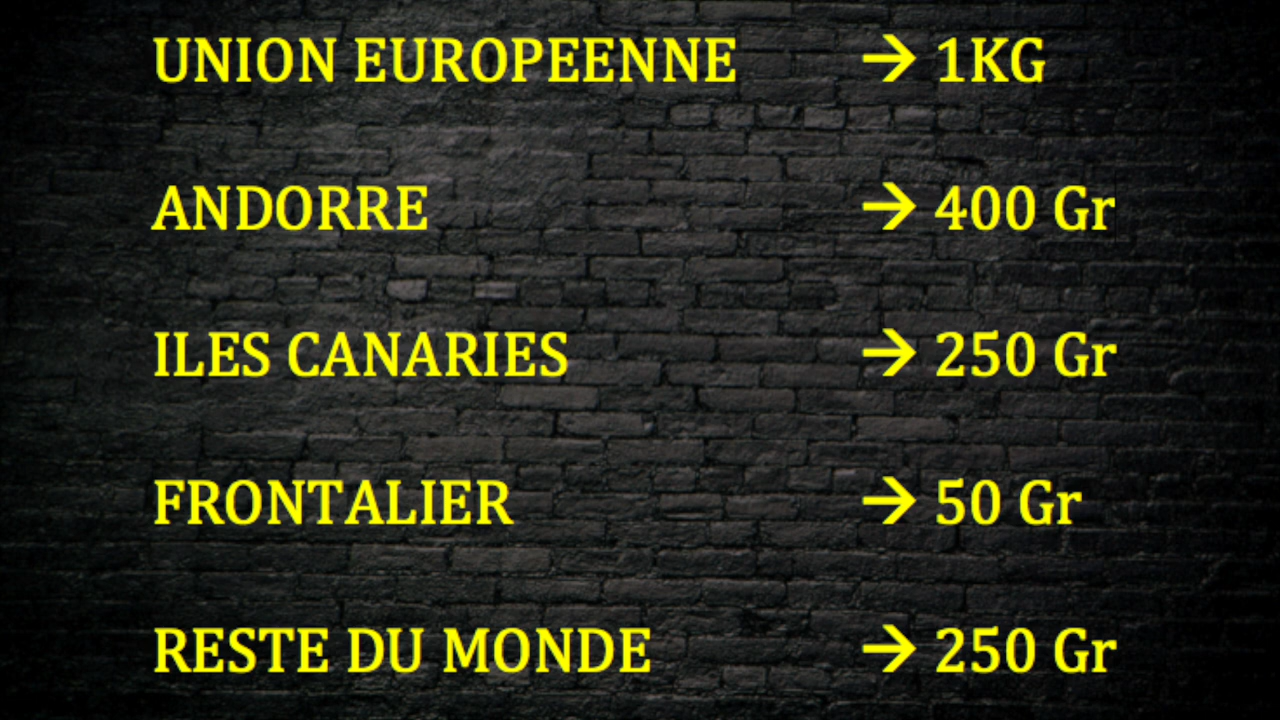 UNION EUROPEENNE → 1KG
ANDORRE → 400 Gr
ILES CANARIES → 250 Gr
FRONTALIER → 50 Gr
RESTE DU MONDE → 250 Gr